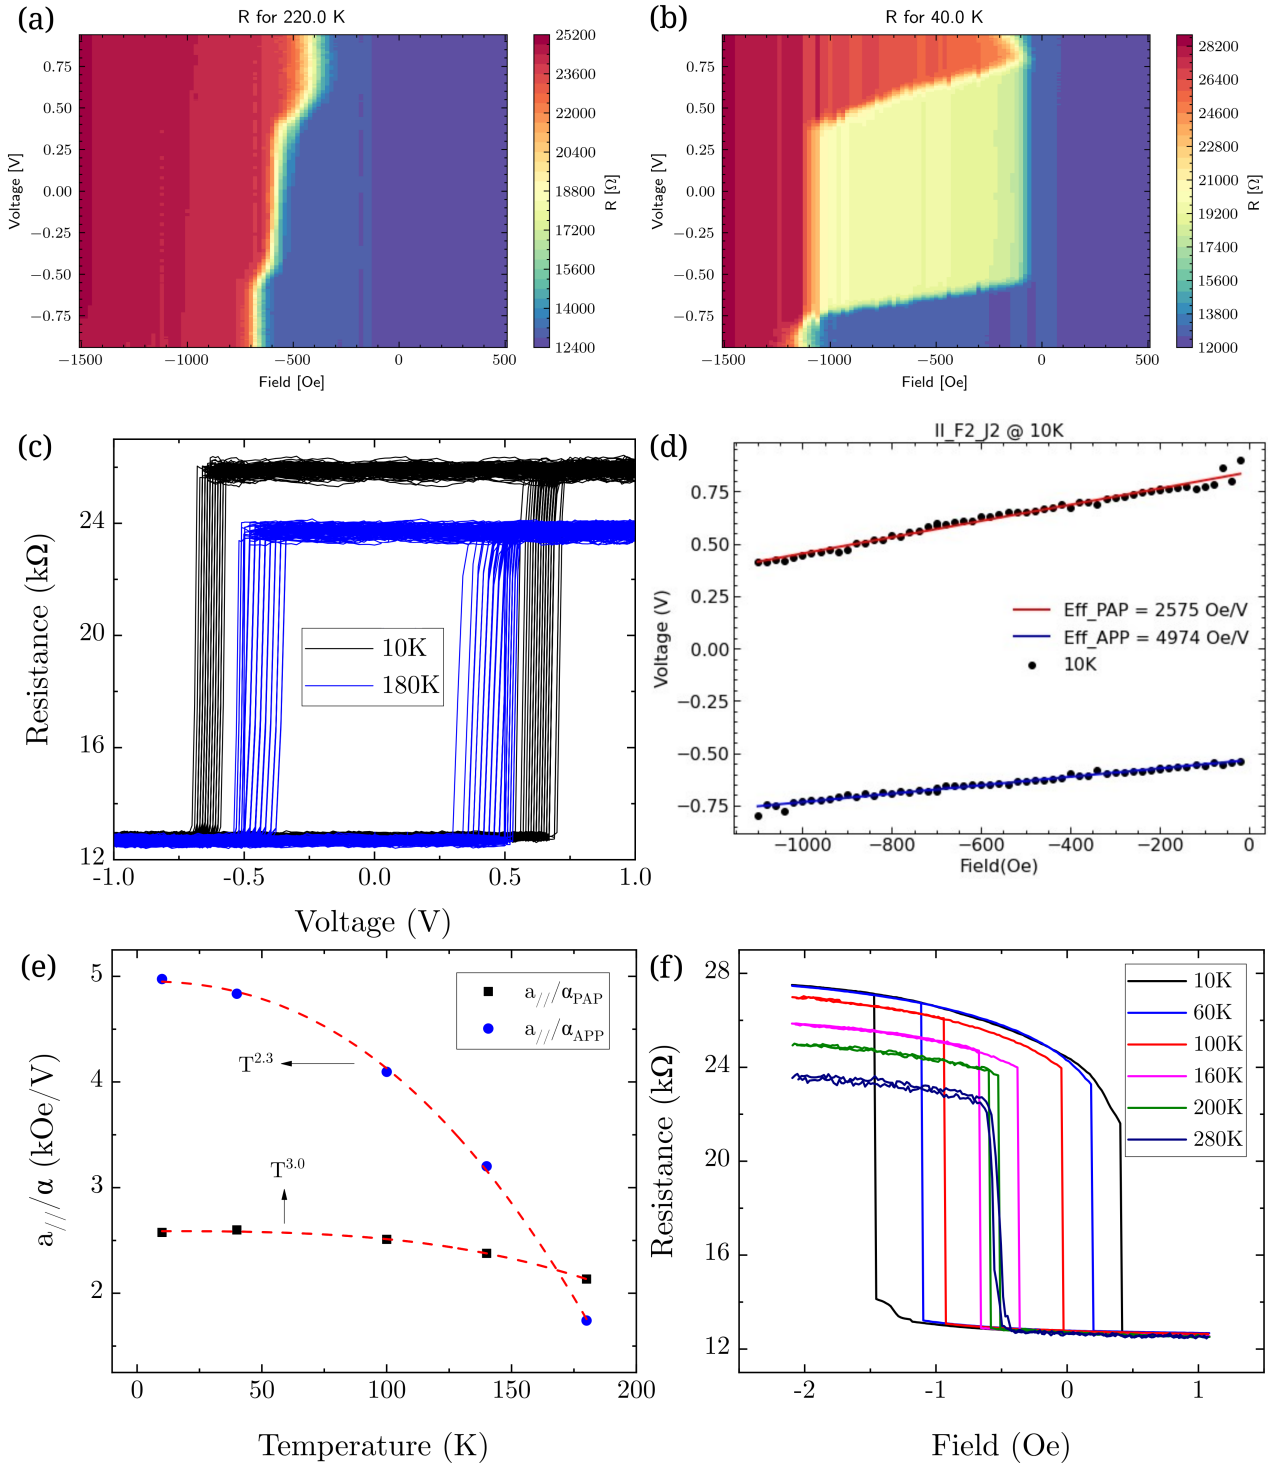 (a)
R for 220.0 K
Voltage [V]
0.75
0.50
0.25
0.00
−0.25
−0.50
−0.75
−1500
−1000
−500
0
500
Field [Oe]
25200
23600
22000
20400
18800
17200
15600
14000
12400
R [Ω]
(b)
R for 40.0 K
Voltage [V]
0.75
0.50
0.25
0.00
−0.25
−0.50
−0.75
−1500
−1000
−500
0
500
Field [Oe]
28200
26400
24600
22800
21000
19200
17400
15600
13800
12000
R [Ω]
(c)
Resistance (kΩ)
24
20
16
12
10K
180K
-1.0
-0.5
0.0
0.5
1.0
Voltage (V)
(d)
II_F2_J2 @ 10K
Voltage (V)
0.75
0.50
0.25
0.00
−0.25
−0.50
−0.75
Eff_PAP = 2575 Oe/V
Eff_APP = 4974 Oe/V
10K
−1000
−800
−600
−400
−200
0
Field(Oe)
(e)
a///α (kOe/V)
5
4
3
2
a///αPAP
a///αAPP
T2.3
T3.0
0
50
100
150
200
Temperature (K)
(f)
Resistance (kΩ)
28
24
20
16
12
10K
60K
100K
160K
200K
280K
-2
-1
0
1
Field (Oe)